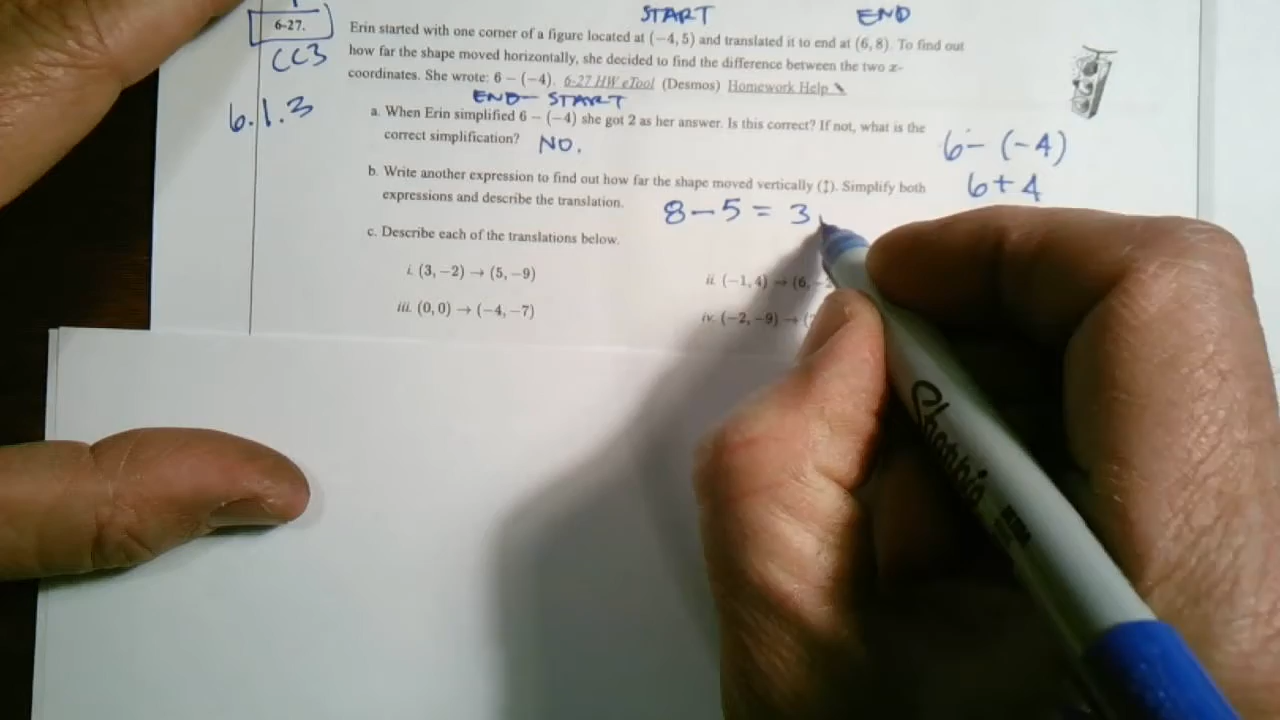 START END
6-27. Erin started with one corner of a figure located at (−4, 5) and translated it to end at (6, 8). To find out
CC3 how far the shape moved horizontally, she decided to find the difference between the two x-
coordinates. She wrote: 6 − (−4). 6-27 HW eTool (Desmos) Homework Help
END − START
6.1.3
a. When Erin simplified 6 − (−4) she got 2 as her answer. Is this correct? If not, what is the
correct simplification? NO.
6 − (−4)
6 + 4
b. Write another expression to find out how far the shape moved vertically (↕). Simplify both
expressions and describe the translation. 8 − 5 = 3
c. Describe each of the translations below.
i. (3, −2) → (5, −9) ii. (−1, 4) → (6,
iii. (0, 0) → (−4, −7) iv. (−2, −9) → (
Sharpie